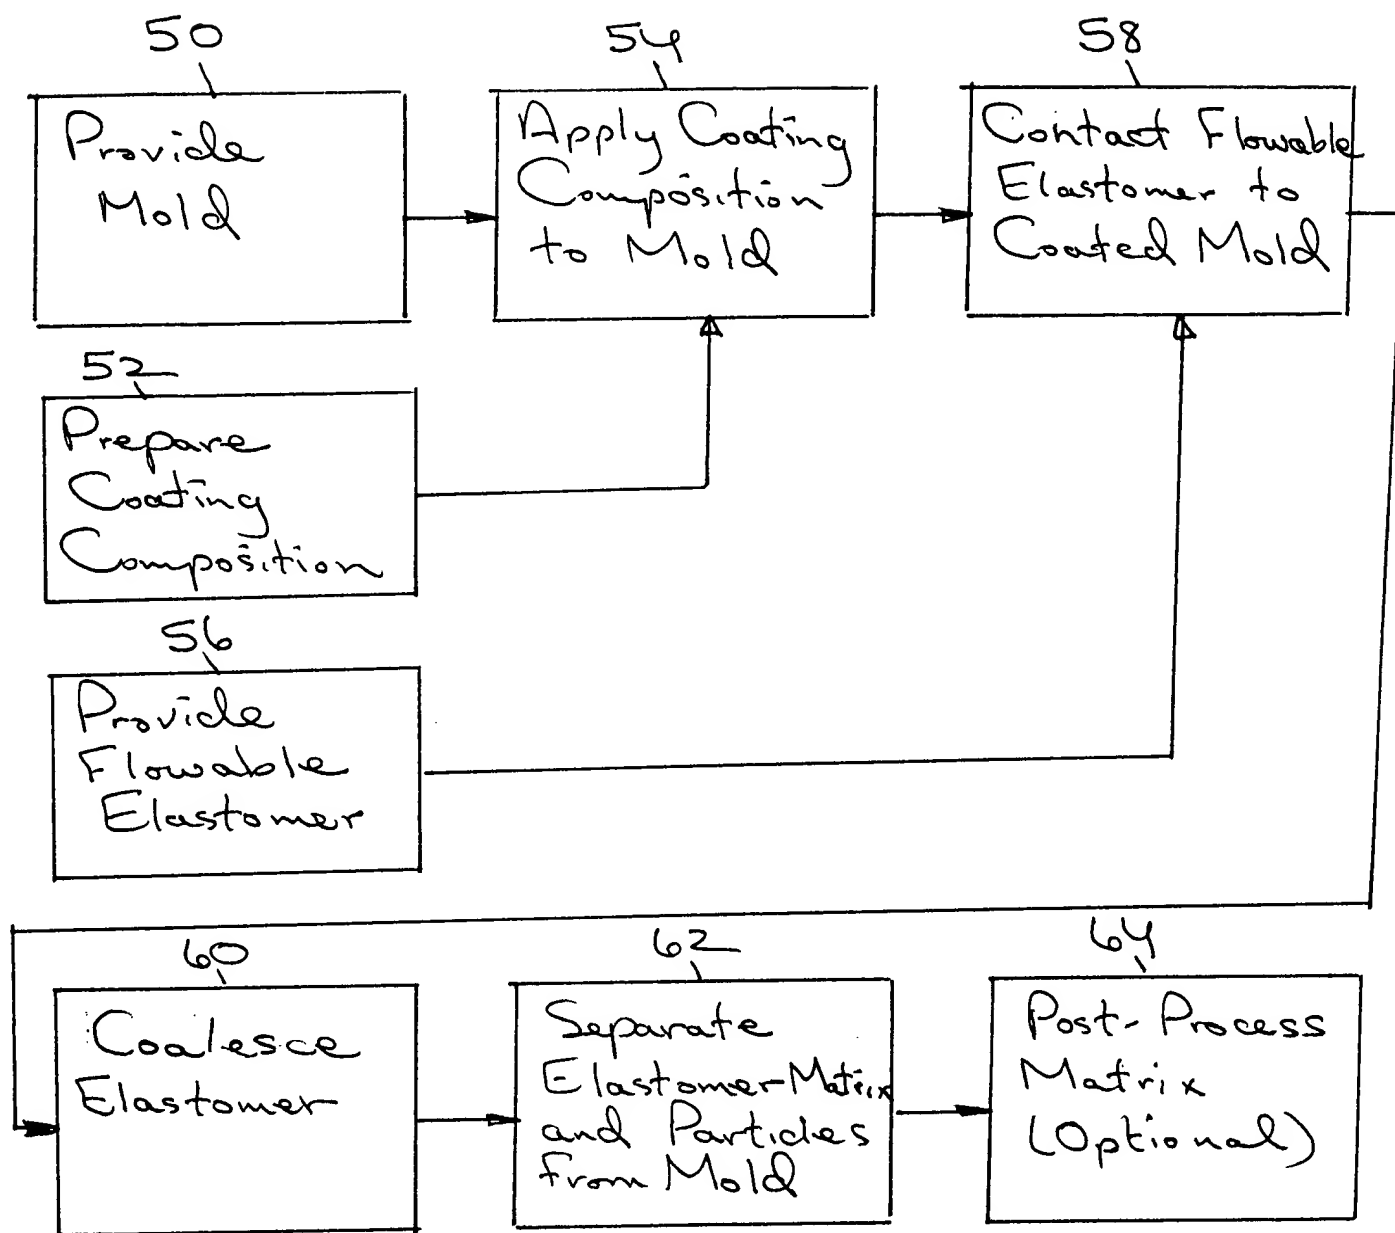 50
Provide
Mold
54
Apply Coating
Composition
to Mold
58
Contact Flowable
Elastomer to
Coated Mold
52
Prepare
Coating
Composition
56
Provide
Flowable
Elastomer
60
Coalesce
Elastomer
62
Separate
Elastomer-Matrix
and Particles
from Mold
64
Post-Process
Matrix
(Optional)